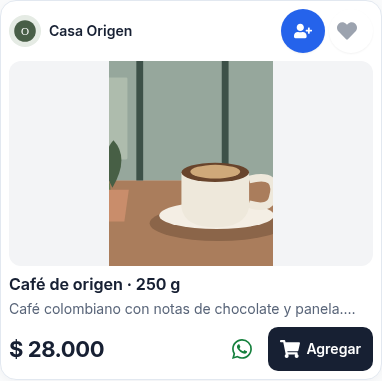 O
Casa Origen
Café de origen · 250 g
Café colombiano con notas de chocolate y panela....
$ 28.000
Agregar